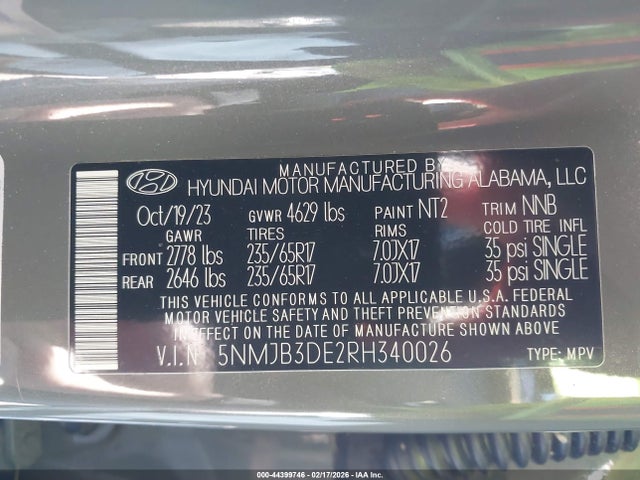 MANUFACTURED BY
HYUNDAI MOTOR MANUFACTURING ALABAMA, LLC
Oct/19/23 GVWR 4629 lbs PAINT NT2 TRIM NNB
GAWR TIRES RIMS COLD TIRE INFL
FRONT 2778 lbs 235/65R17 7.0JX17 35 psi SINGLE
REAR 2646 lbs 235/65R17 7.0JX17 35 psi SINGLE
THIS VEHICLE CONFORMS TO ALL APPLICABLE U.S.A. FEDERAL
MOTOR VEHICLE SAFETY AND THEFT PREVENTION STANDARDS
IN EFFECT ON THE DATE OF MANUFACTURE SHOWN ABOVE
V.I.N 5NMJB3DE2RH340026 TYPE: MPV
000-44399746 - 02/17/2026 - IAA Inc.